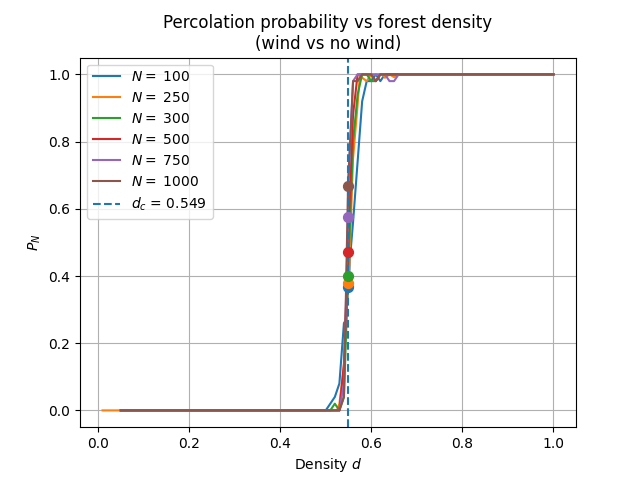 Percolation probability vs forest density
(wind vs no wind)
1.0
0.8
0.6
0.4
0.2
0.0
P_N
N = 100
N = 250
N = 300
N = 500
N = 750
N = 1000
d_c = 0.549
0.0 0.2 0.4 0.6 0.8 1.0
Density d